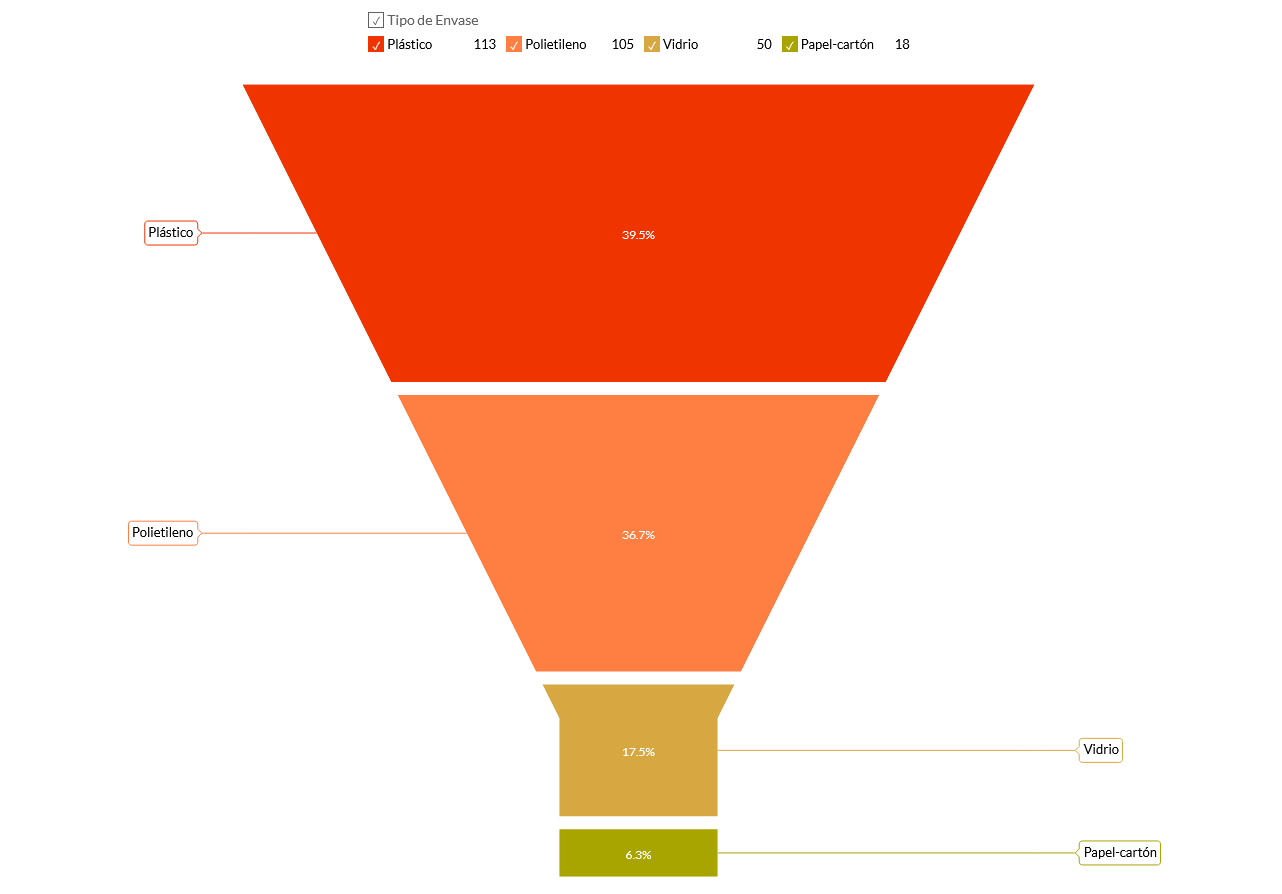 Tipo de Envase
Plástico 113 Polietileno 105 Vidrio 50 Papel-cartón 18
Plástico
39.5%
Polietileno
36.7%
17.5%
Vidrio
6.3%
Papel-cartón